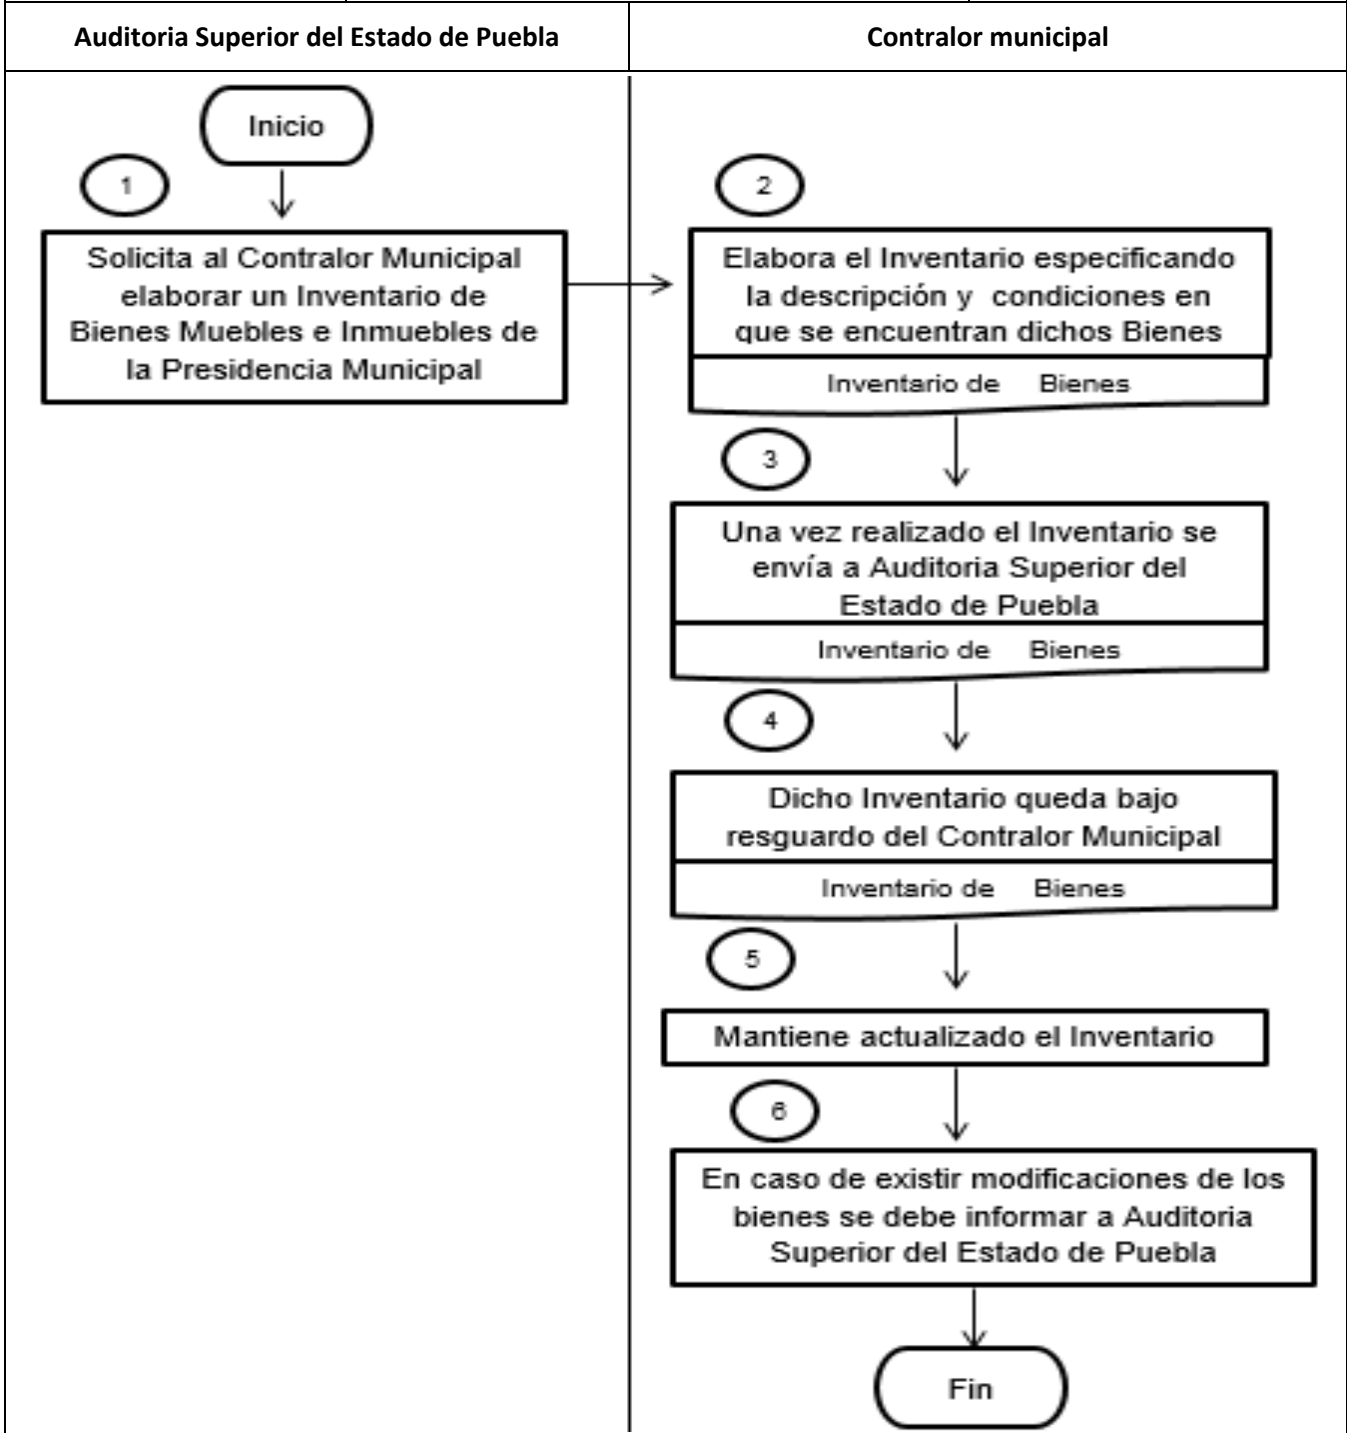 Auditoria Superior del Estado de Puebla
Contralor municipal
Inicio
1
Solicita al Contralor Municipal
elaborar un Inventario de
Bienes Muebles e Inmuebles de
la Presidencia Municipal
2
Elabora el Inventario especificando
la descripción y condiciones en
que se encuentran dichos Bienes
Inventario de Bienes
3
Una vez realizado el Inventario se
envía a Auditoria Superior del
Estado de Puebla
Inventario de Bienes
4
Dicho Inventario queda bajo
resguardo del Contralor Municipal
Inventario de Bienes
5
Mantiene actualizado el Inventario
6
En caso de existir modificaciones de los
bienes se debe informar a Auditoria
Superior del Estado de Puebla
Fin